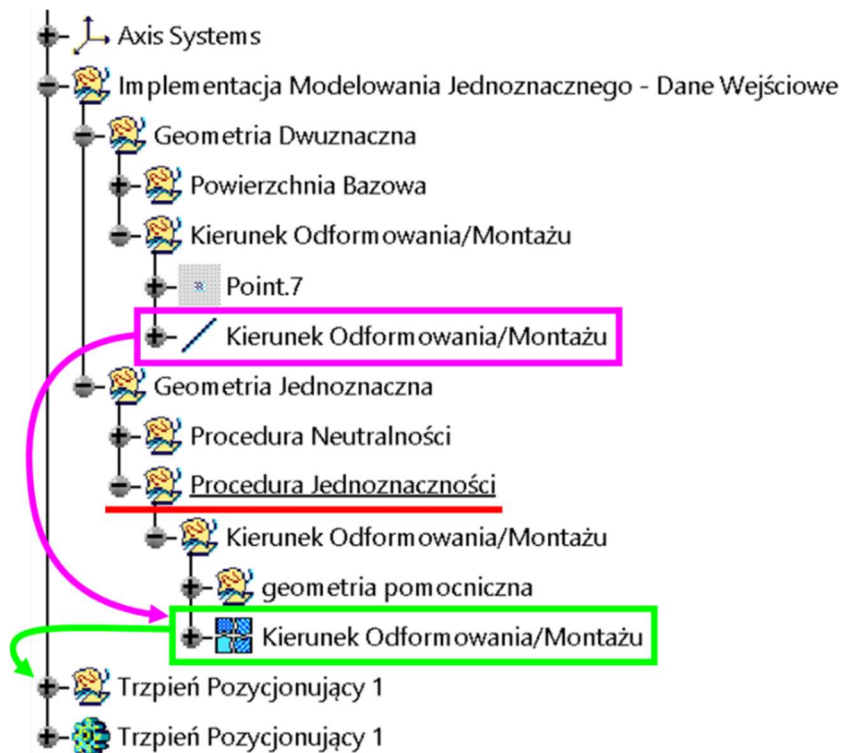 Axis Systems
Implementacja Modelowania Jednoznacznego - Dane Wejściowe
Geometria Dwuznaczna
Powierzchnia Bazowa
Kierunek Odformowania/Montażu
Point.7
Kierunek Odformowania/Montażu
Geometria Jednoznaczna
Procedura Neutralności
Procedura Jednoznaczności
Kierunek Odformowania/Montażu
geometria pomocniczna
Kierunek Odformowania/Montażu
Trzpień Pozycjonujący 1
Trzpień Pozycjonujący 1